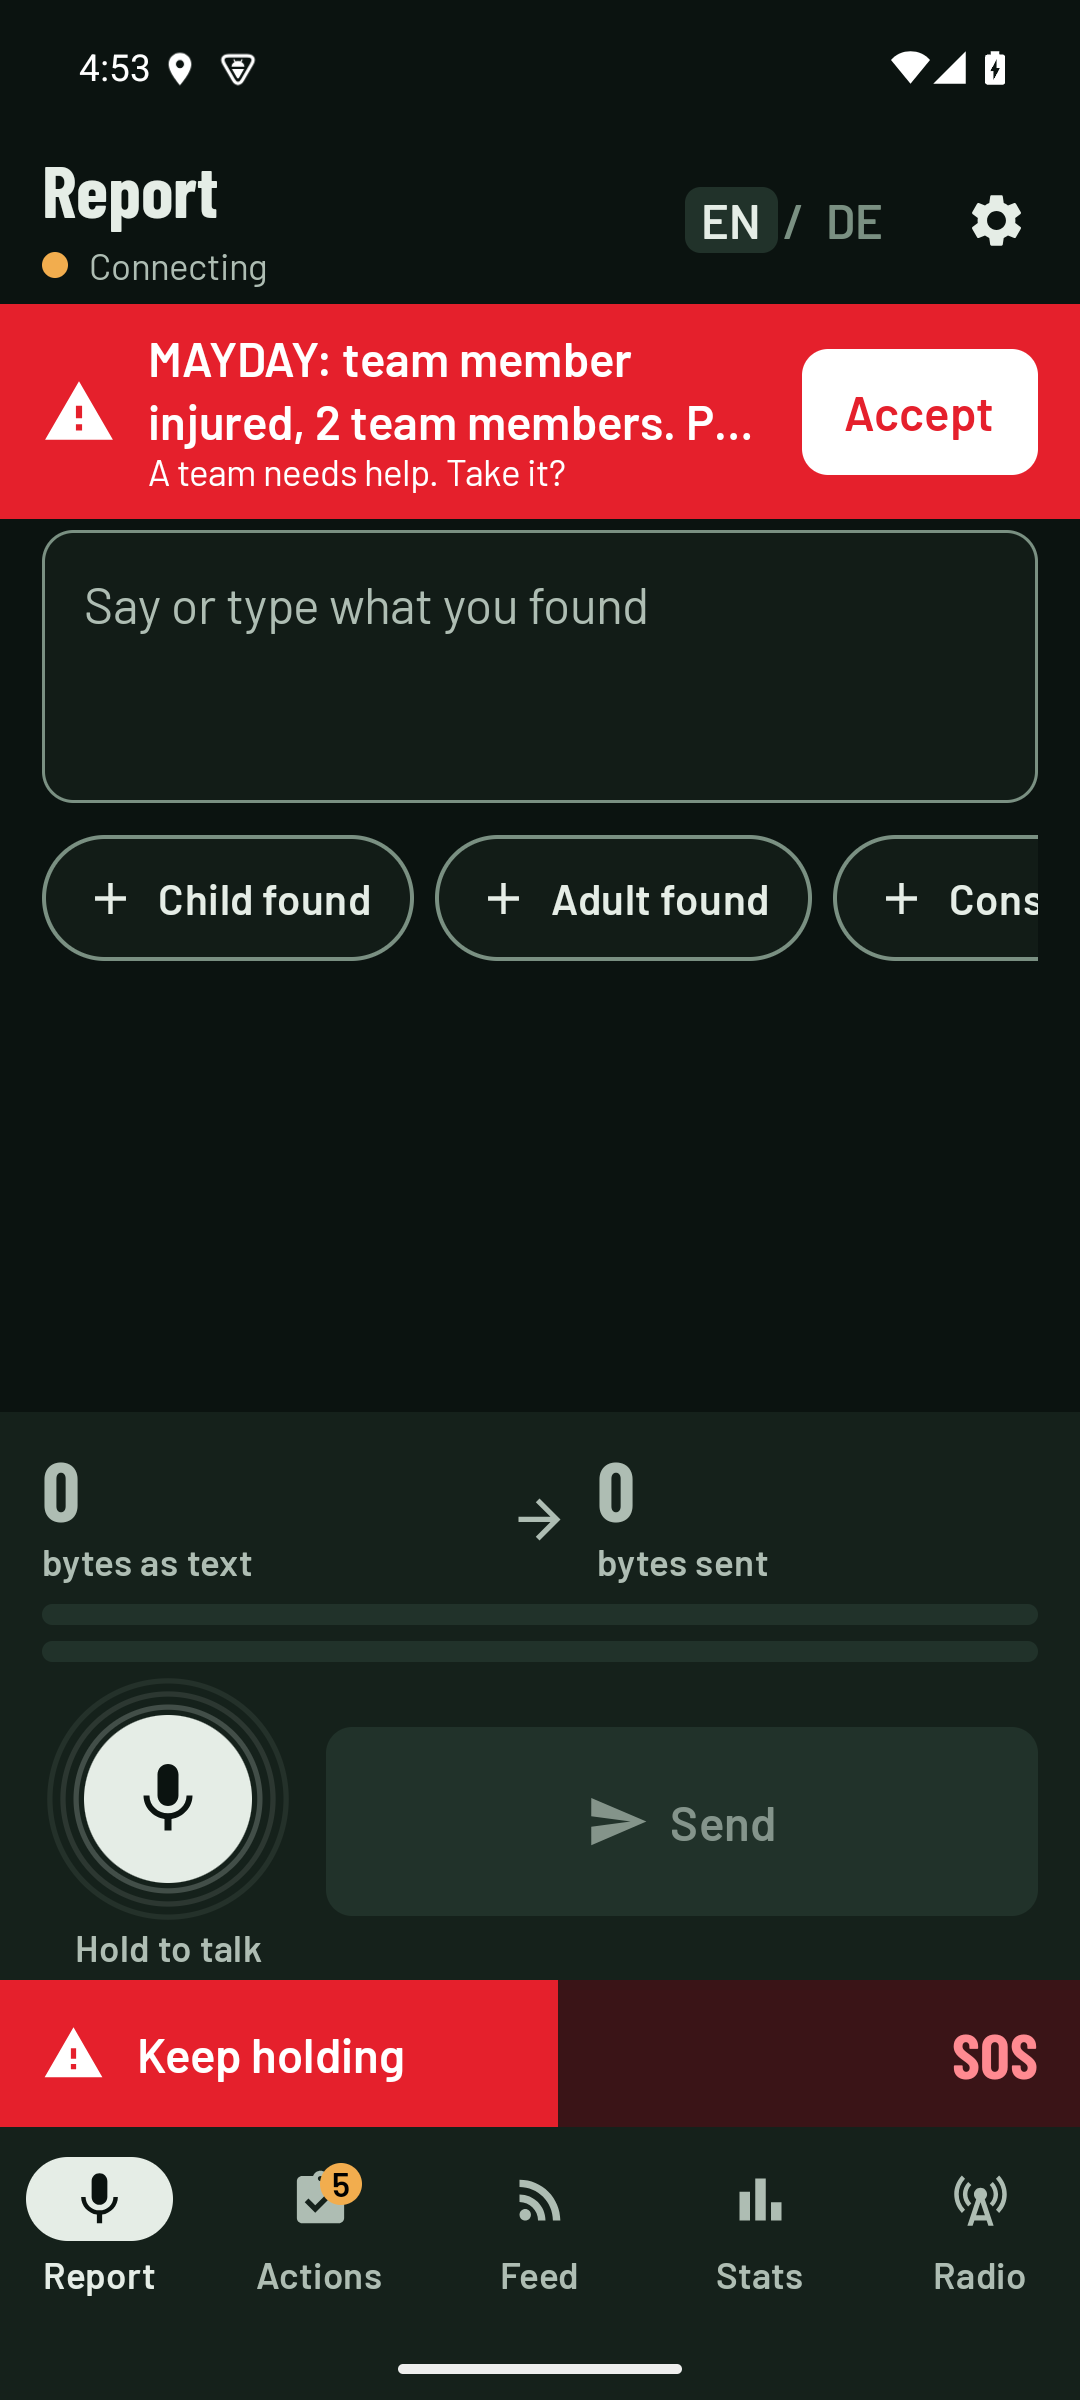 4:53
Report
EN / DE
Connecting
MAYDAY: team member
injured, 2 team members. P...
A team needs help. Take it?
Accept
Say or type what you found
Child found
Adult found
Cons
0
bytes as text
0
bytes sent
Send
Hold to talk
Keep holding
SOS
5
Report
Actions
Feed
Stats
Radio